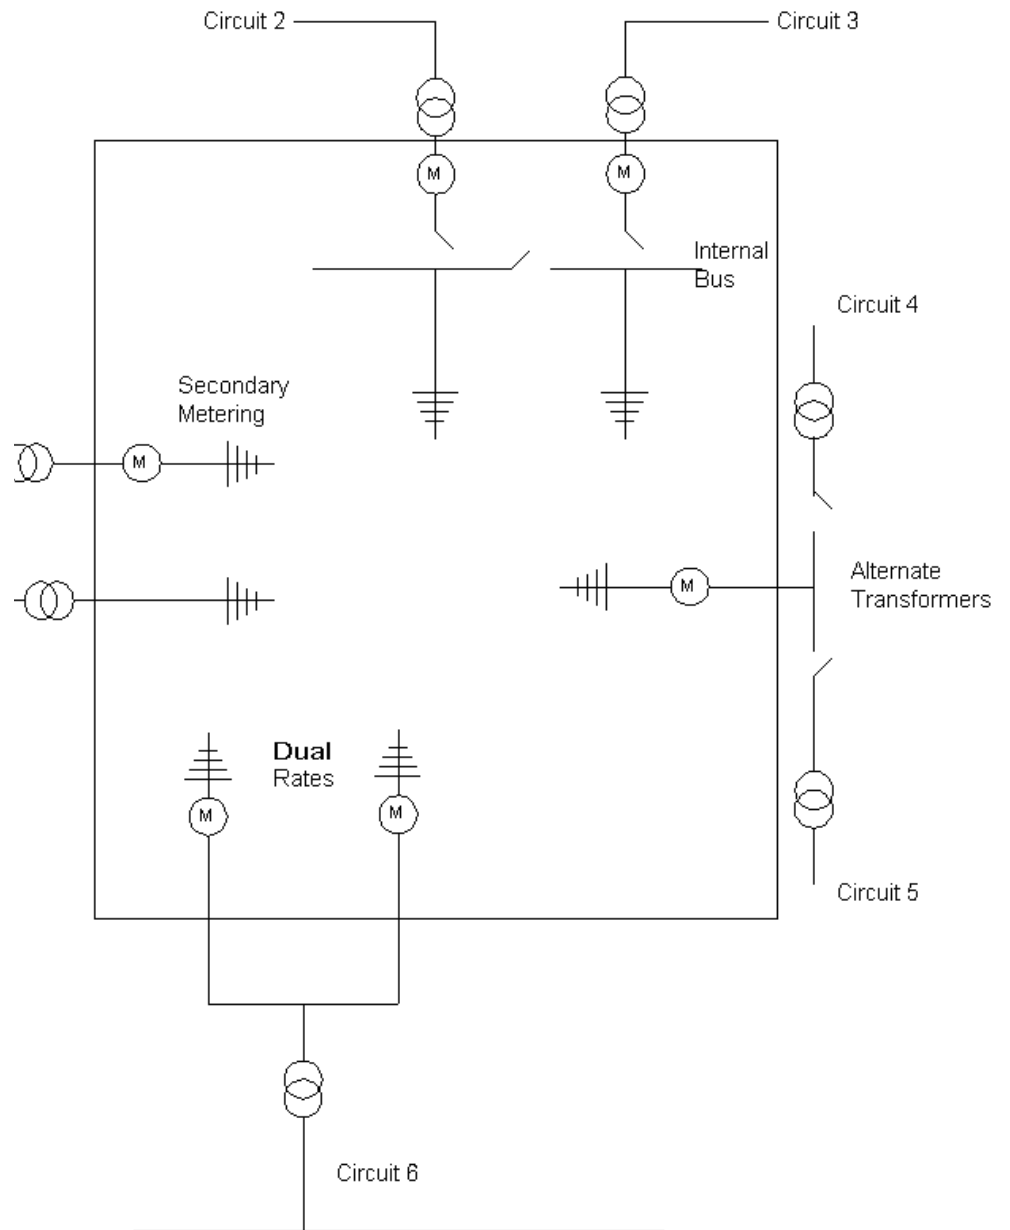 Circuit 2
Circuit 3
M
M
Internal
Bus
Circuit 4
Secondary
Metering
M
M
Alternate
Transformers
Dual
Rates
M
M
Circuit 5
Circuit 6